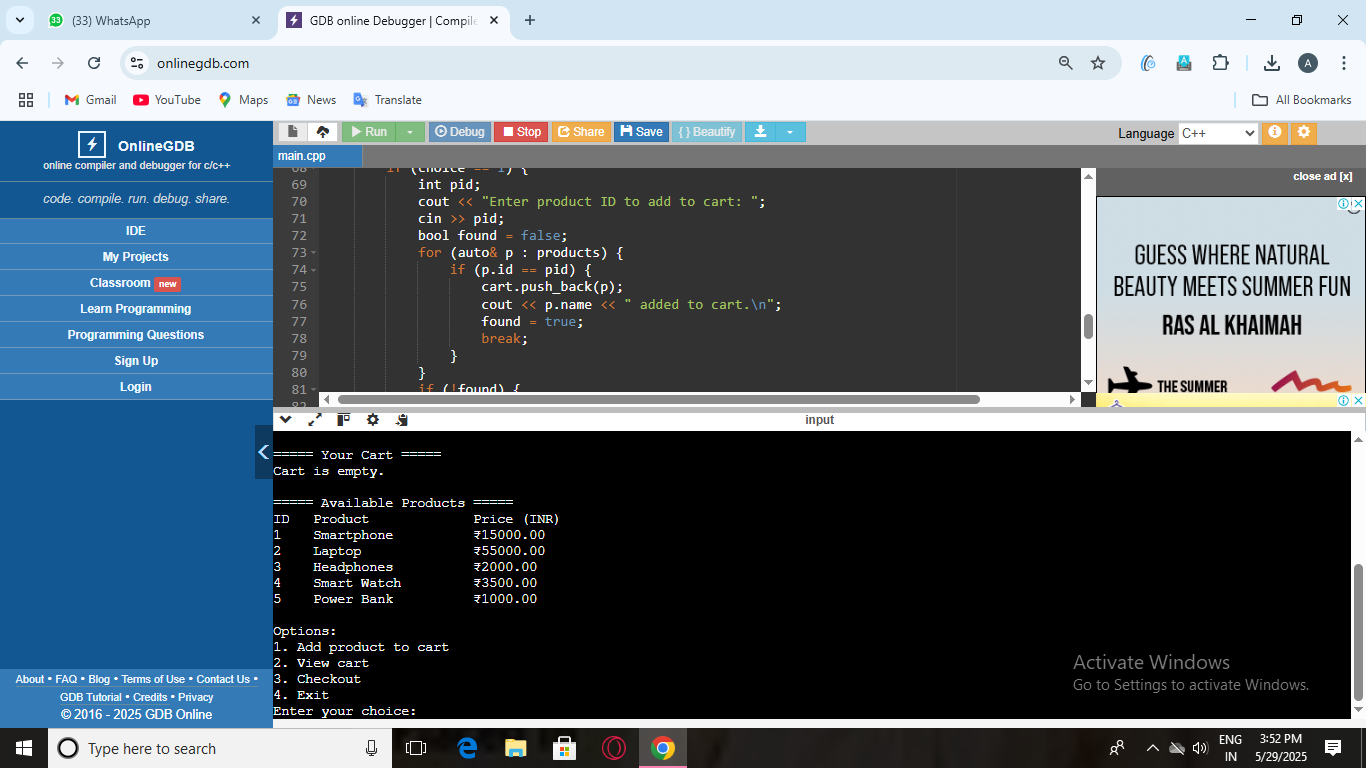 (33) WhatsApp
GDB online Debugger | Compile
onlinegdb.com
A
Gmail
YouTube
Maps
News
Translate
All Bookmarks
OnlineGDB
online compiler and debugger for c/c++
code. compile. run. debug. share.
IDE
My Projects
Classroom new
Learn Programming
Programming Questions
Sign Up
Login
About • FAQ • Blog • Terms of Use • Contact Us •
GDB Tutorial • Credits • Privacy
© 2016 - 2025 GDB Online
Run
Debug
Stop
Share
Save
{ } Beautify
Language C++
main.cpp
68 if (choice == 1) {
69 int pid;
70 cout << "Enter product ID to add to cart: ";
71 cin >> pid;
72 bool found = false;
73 for (auto& p : products) {
74 if (p.id == pid) {
75 cart.push_back(p);
76 cout << p.name << " added to cart.\n";
77 found = true;
78 break;
79 }
80 }
81 if (!found) {
82
close ad [x]
GUESS WHERE NATURAL
BEAUTY MEETS SUMMER FUN
RAS AL KHAIMAH
THE SUMMER
input
===== Your Cart =====
Cart is empty.
===== Available Products =====
ID Product Price (INR)
1 Smartphone ₹15000.00
2 Laptop ₹55000.00
3 Headphones ₹2000.00
4 Smart Watch ₹3500.00
5 Power Bank ₹1000.00
Options:
1. Add product to cart
2. View cart
3. Checkout
4. Exit
Enter your choice:
Activate Windows
Go to Settings to activate Windows.
Type here to search
ENG
IN
3:52 PM
5/29/2025